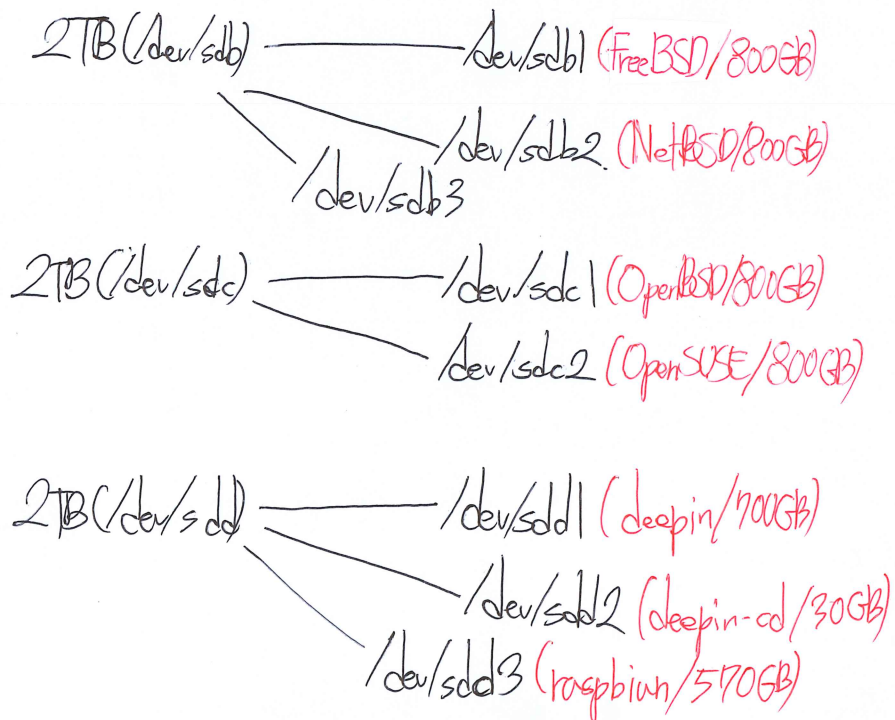 2TB(/dev/sdb) /dev/sdb1 (FreeBSD/800GB)
/dev/sdb2. (NetBSD/800GB)
/dev/sdb3
2TB(/dev/sdc) /dev/sdc1 (OpenBSD/800GB)
/dev/sdc2 (OpenSUSE/800GB)
2TB(/dev/sdd) /dev/sdd1 (deepin/700GB)
/dev/sdd2 (deepin-cd/30GB)
/dev/sdd3 (raspbian/570GB)